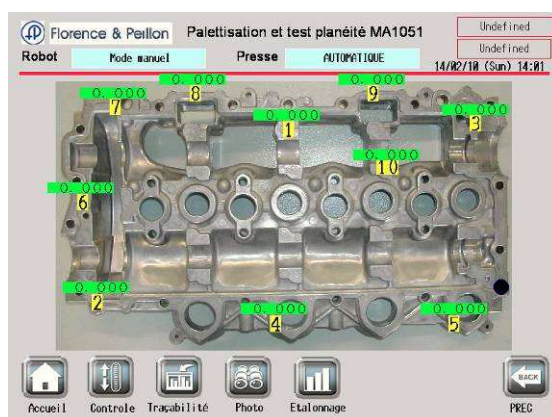 Florence & Peillon
Palettisation et test planéité MA1051
Undefined
Undefined
Robot
Mode manuel
Presse
AUTOMATIQUE
14/02/10 (Sun) 14:01
0.000
8
0.000
9
0.000
7
0.000
1
0.000
3
0.000
10
0.000
6
0.000
2
0.000
4
0.000
5
Accueil
Controle
Traçabilité
Photo
Etalonnage
BACK
PREC